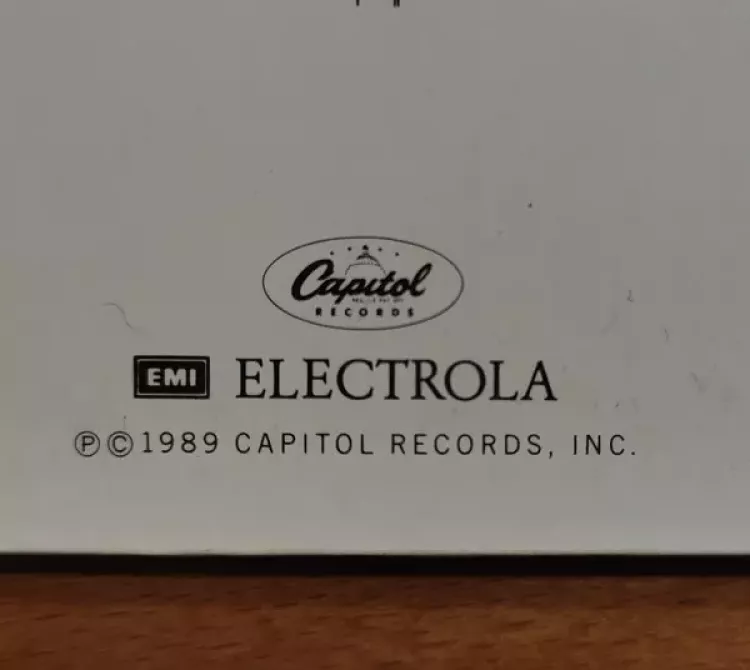 Capitol
RECORDS
EMI ELECTROLA
Ⓟ©1989 CAPITOL RECORDS, INC.